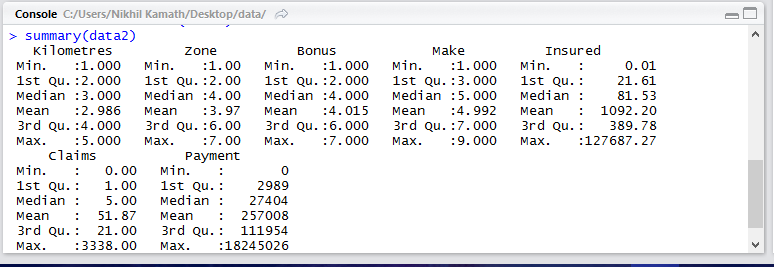 Console C:/Users/Nikhil Kamath/Desktop/data/
> summary(data2)
Kilometres Zone Bonus Make Insured
Min. :1.000 Min. :1.00 Min. :1.000 Min. :1.000 Min. : 0.01
1st Qu.:2.000 1st Qu.:2.00 1st Qu.:2.000 1st Qu.:3.000 1st Qu.: 21.61
Median :3.000 Median :4.00 Median :4.000 Median :5.000 Median : 81.53
Mean :2.986 Mean :3.97 Mean :4.015 Mean :4.992 Mean : 1092.20
3rd Qu.:4.000 3rd Qu.:6.00 3rd Qu.:6.000 3rd Qu.:7.000 3rd Qu.: 389.78
Max. :5.000 Max. :7.00 Max. :7.000 Max. :9.000 Max. :127687.27
Claims Payment
Min. : 0.00 Min. : 0
1st Qu.: 1.00 1st Qu.: 2989
Median : 5.00 Median : 27404
Mean : 51.87 Mean : 257008
3rd Qu.: 21.00 3rd Qu.: 111954
Max. :3338.00 Max. :18245026